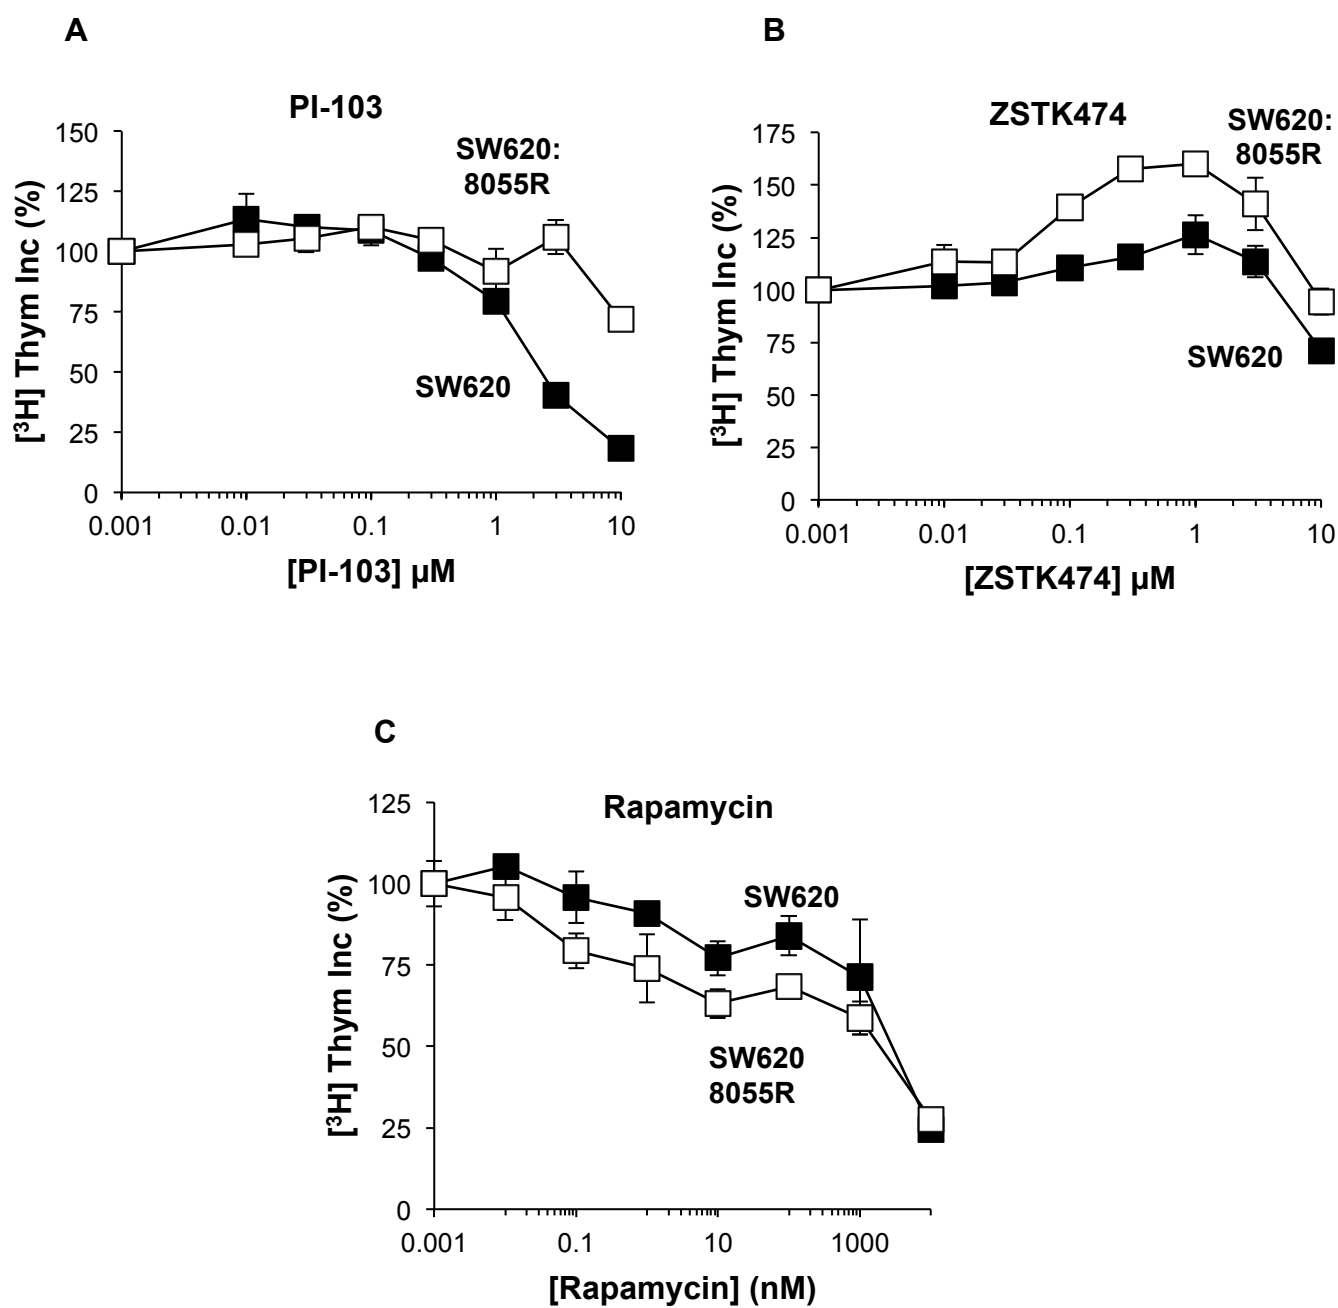 A
PI-103
150
125
100
75
50
25
0
[³H] Thym Inc (%)
SW620:
8055R
SW620
0.001
0.01
0.1
1
10
[PI-103] µM
B
ZSTK474
175
150
125
100
75
50
25
0
[³H] Thym Inc (%)
SW620:
8055R
SW620
0.001
0.01
0.1
1
10
[ZSTK474] µM
C
Rapamycin
125
100
75
50
25
0
[³H] Thym Inc (%)
SW620
SW620
8055R
0.001
0.1
10
1000
[Rapamycin] (nM)